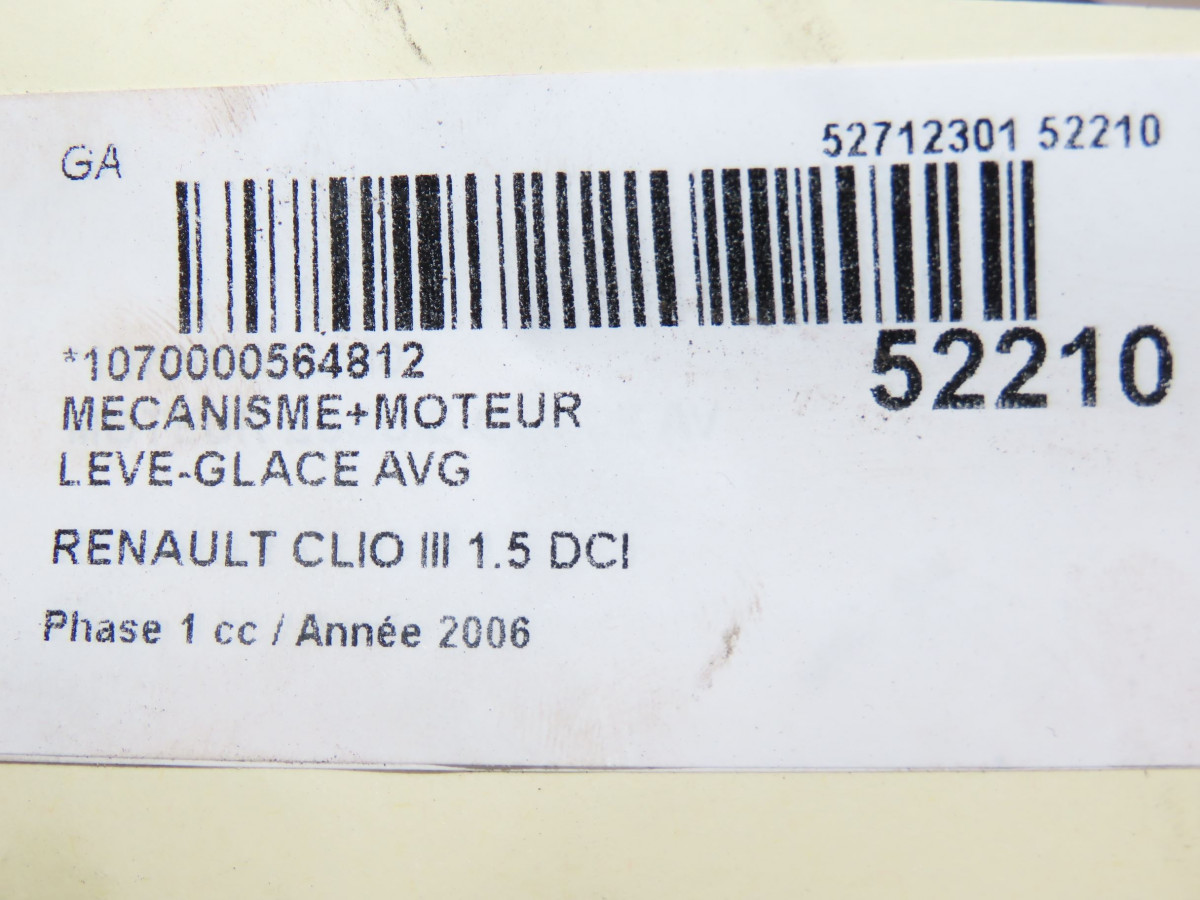 GA
52712301 52210
*1070000564812
52210
MECANISME+MOTEUR
LEVE-GLACE AVG
RENAULT CLIO III 1.5 DCI
Phase 1 cc / Année 2006